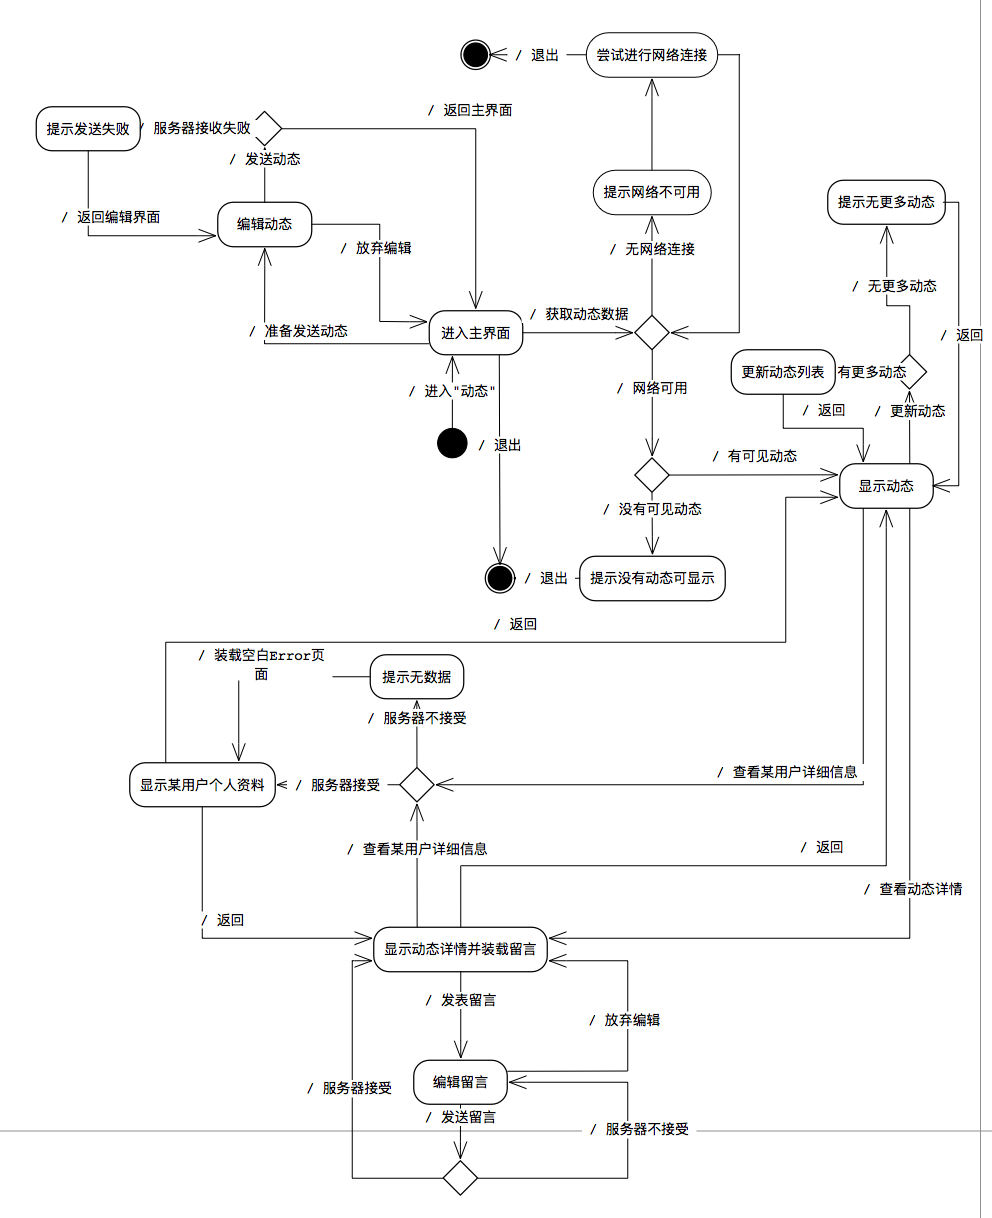 / 退出
尝试进行网络连接
/ 返回主界面
提示发送失败
/ 服务器接收失败
/ 发送动态
提示网络不可用
提示无更多动态
/ 返回编辑界面
编辑动态
/ 放弃编辑
/ 无网络连接
/ 无更多动态
/ 获取动态数据
/ 准备发送动态
进入主界面
/ 返回
更新动态列表
有更多动态
/ 进入"动态"
/ 网络可用
/ 返回
/ 更新动态
/ 退出
/ 有可见动态
显示动态
/ 没有可见动态
/ 退出
提示没有动态可显示
/ 返回
/ 装载空白Error页
面
提示无数据
/ 服务器不接受
/ 查看某用户详细信息
显示某用户个人资料
/ 服务器接受
/ 查看某用户详细信息
/ 返回
/ 查看动态详情
/ 返回
显示动态详情并装载留言
/ 发表留言
/ 放弃编辑
编辑留言
/ 服务器接受
/ 发送留言
/ 服务器不接受